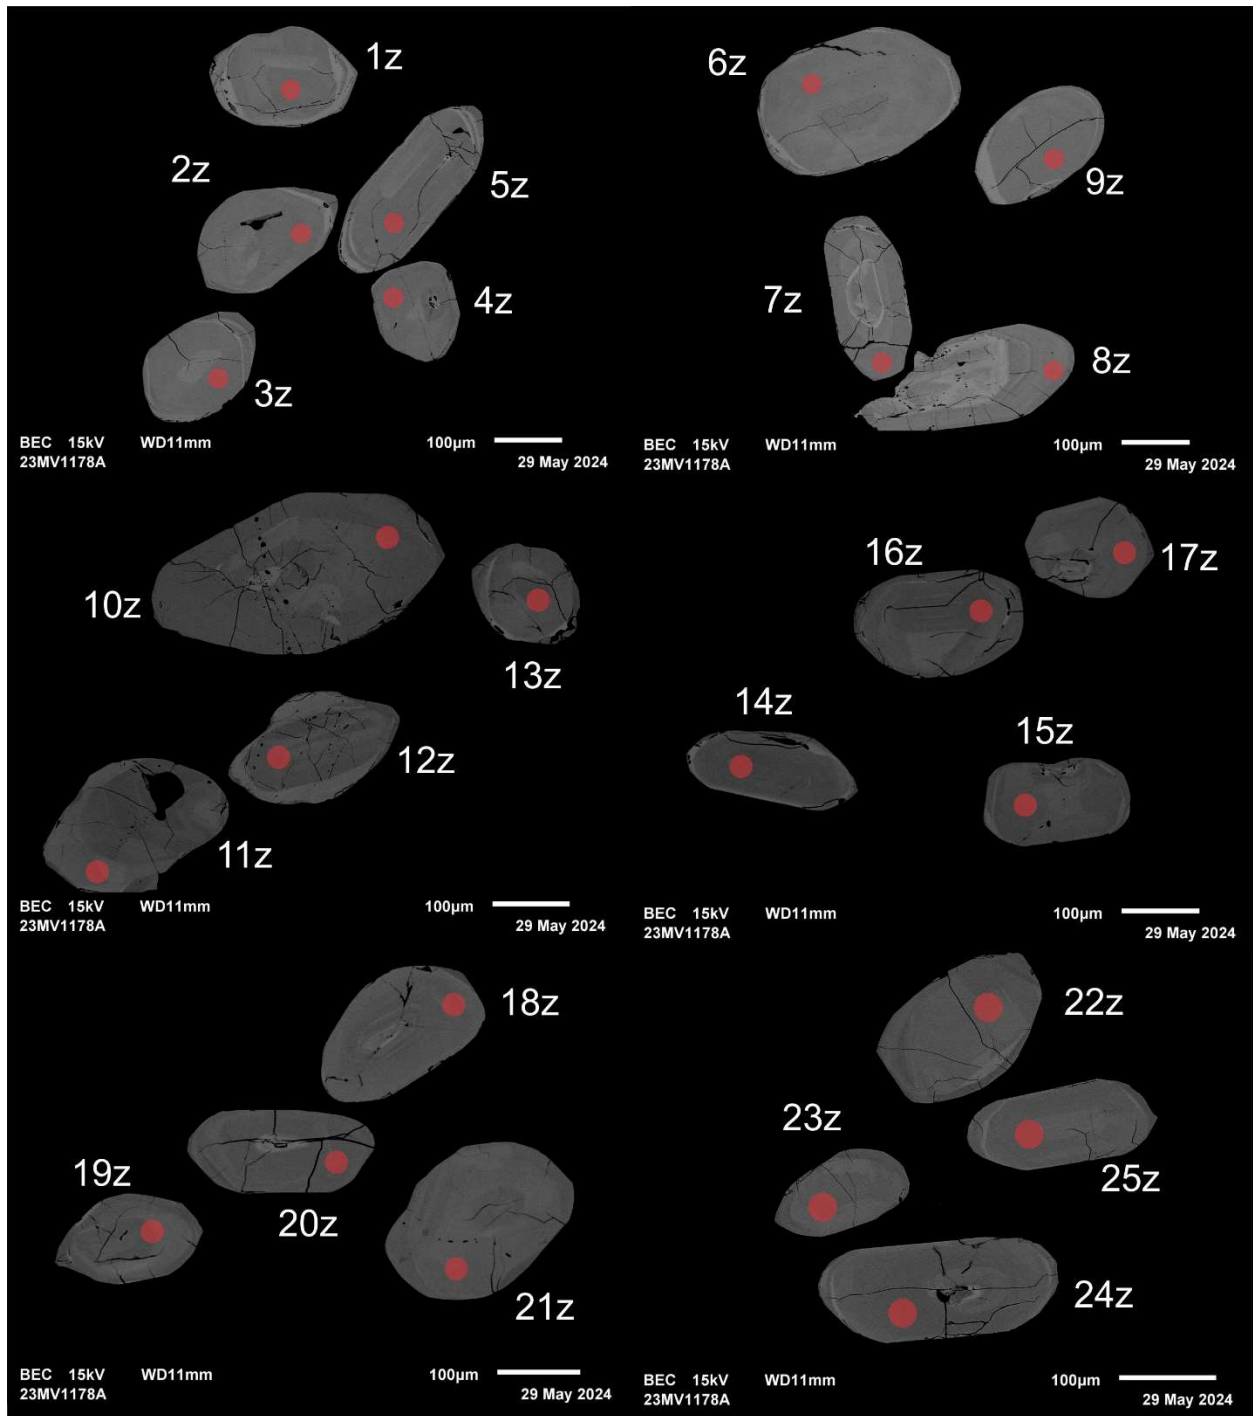 1z
2z
5z
4z
3z
BEC 15kV WD11mm 100µm
23MV1178A 29 May 2024
6z
9z
7z
8z
BEC 15kV WD11mm 100µm
23MV1178A 29 May 2024
10z
13z
12z
11z
BEC 15kV WD11mm 100µm
23MV1178A 29 May 2024
17z
16z
14z
15z
BEC 15kV WD11mm 100µm
23MV1178A 29 May 2024
18z
19z
20z
21z
BEC 15kV WD11mm 100µm
23MV1178A 29 May 2024
22z
23z
25z
24z
BEC 15kV WD11mm 100µm
23MV1178A 29 May 2024